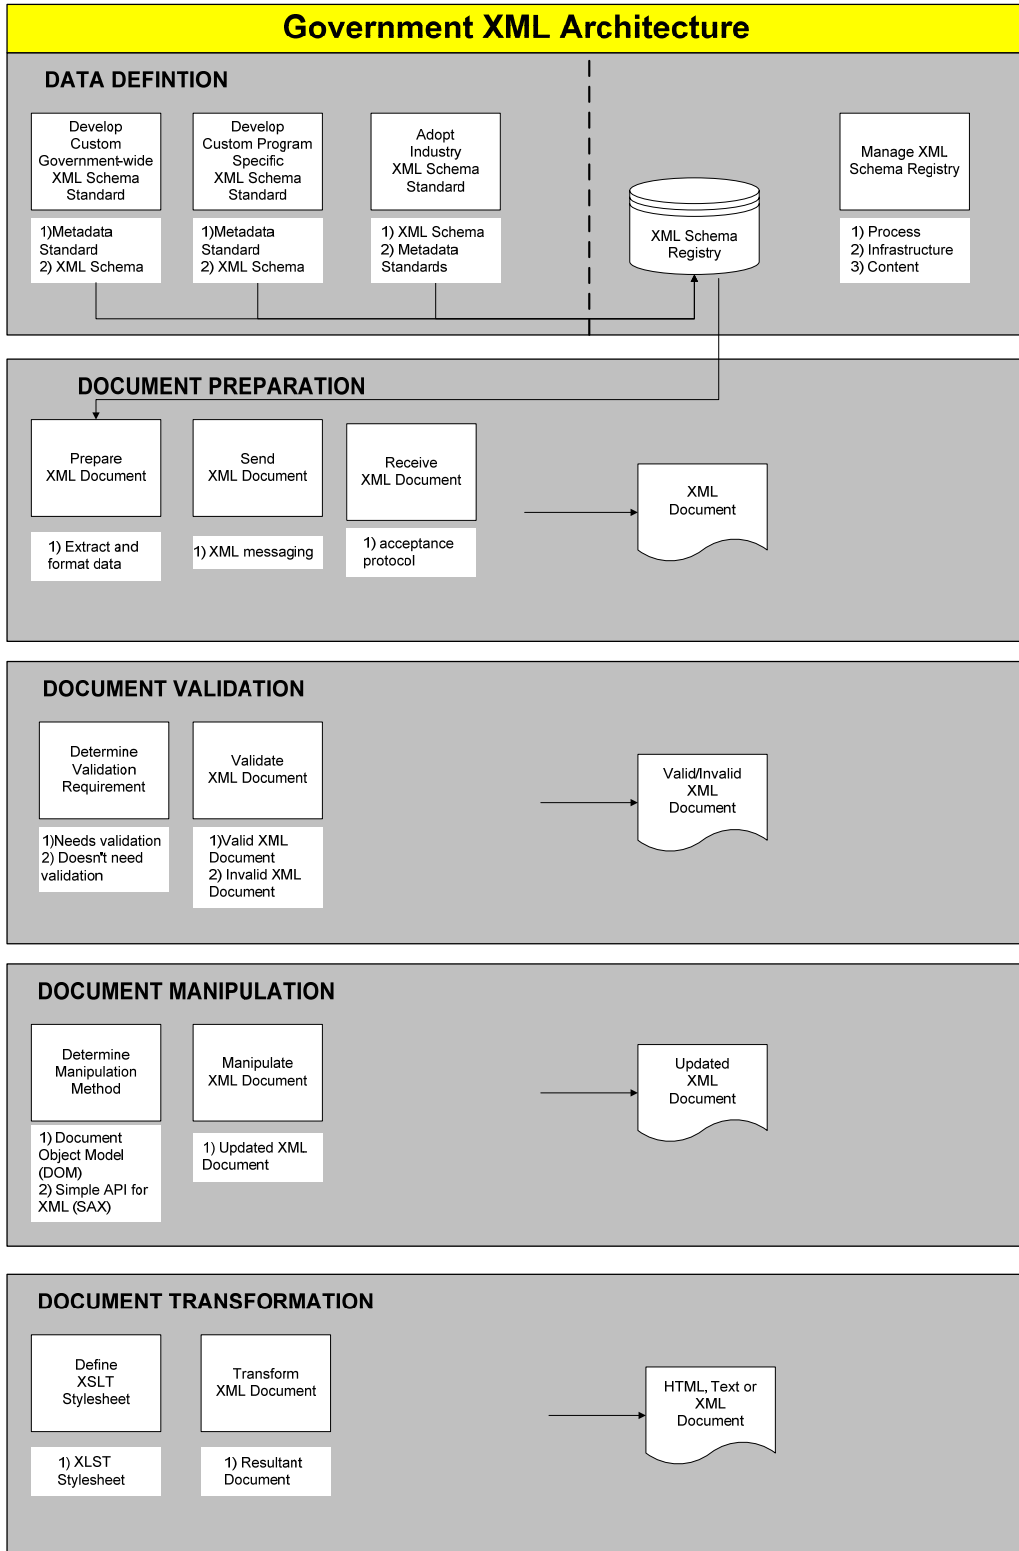 Government XML Architecture
DATA DEFINTION
Develop
Custom
Government-wide
XML Schema
Standard
Develop
Custom Program
Specific
XML Schema
Standard
Adopt
Industry
XML Schema
Standard
XML Schema
Registry
Manage XML
Schema Registry
1)Metadata
Standard
2) XML Schema
1)Metadata
Standard
2) XML Schema
1) XML Schema
2) Metadata
Standards
1) Process
2) Infrastructure
3) Content
DOCUMENT PREPARATION
Prepare
XML Document
Send
XML Document
Receive
XML Document
XML
Document
1) Extract and
format data
1) XML messaging
1) acceptance
protocol
DOCUMENT VALIDATION
Determine
Validation
Requirement
Validate
XML Document
Valid/Invalid
XML
Document
1)Needs validation
2) Doesn't need
validation
1)Valid XML
Document
2) Invalid XML
Document
DOCUMENT MANIPULATION
Determine
Manipulation
Method
Manipulate
XML Document
Updated
XML
Document
1) Document
Object Model
(DOM)
2) Simple API for
XML (SAX)
1) Updated XML
Document
DOCUMENT TRANSFORMATION
Define
XSLT
Stylesheet
Transform
XML Document
HTML, Text or
XML
Document
1) XLST
Stylesheet
1) Resultant
Document